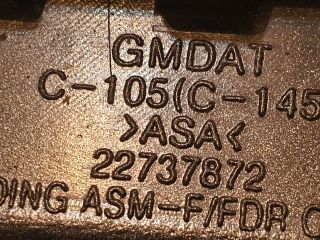 GMDAT
C-105(C-145
>ASA<
22737872
DING ASM-F/FDR